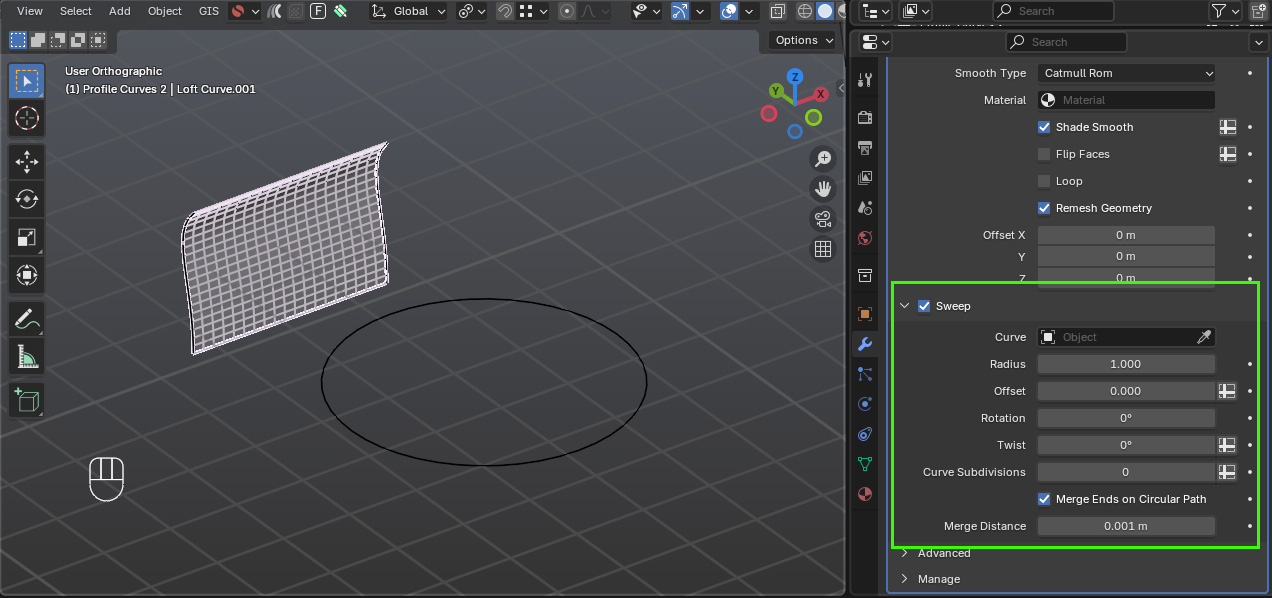 View Select Add Object GIS F Global Search
Options Search
User Orthographic
(1) Profile Curves 2 | Loft Curve.001
Z
Y
X
Smooth Type Catmull Rom
Material Material
Shade Smooth
Flip Faces
Loop
Remesh Geometry
Offset X 0 m
Y 0 m
Z 0 m
Sweep
Curve Object
Radius 1.000
Offset 0.000
Rotation 0°
Twist 0°
Curve Subdivisions 0
Merge Ends on Circular Path
Merge Distance 0.001 m
Advanced
Manage